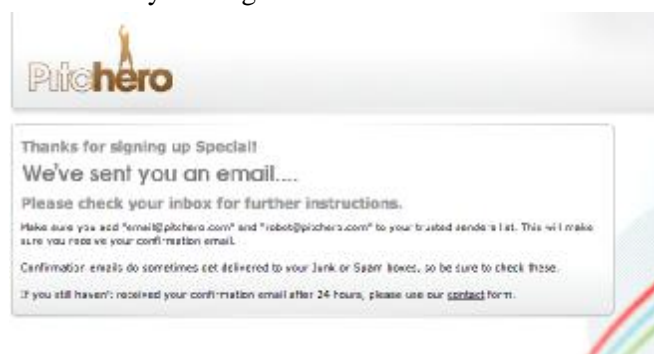 Pitchero
Thanks for signing up Special!
We've sent you an email....
Please check your inbox for further instructions.
Make sure you add "email@pitchero.com" and "robot@pitchero.com" to your trusted senders list. This will make
sure you receive your confirmation email.
Confirmation emails do sometimes get delivered to your Junk or Spam boxes, so be sure to check these.
If you still haven't received your confirmation email after 24 hours, please use our contact form.